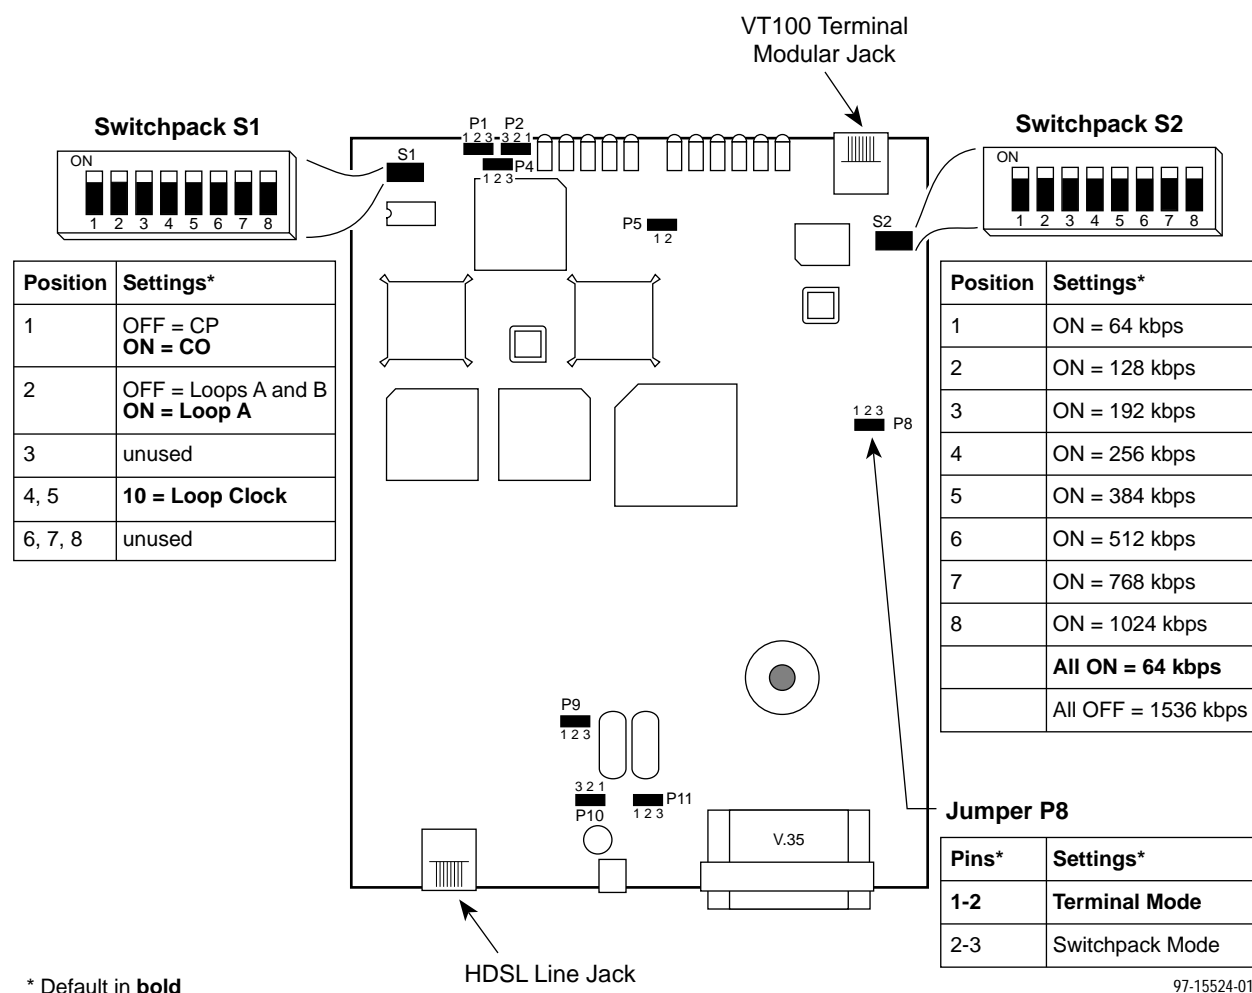 VT100 Terminal
Modular Jack
Switchpack S1
ON
1 2 3 4 5 6 7 8
Position Settings*
1 OFF = CP
ON = CO
2 OFF = Loops A and B
ON = Loop A
3 unused
4, 5 10 = Loop Clock
6, 7, 8 unused
P1 P2
1 2 3 3 2 1
S1
P4
1 2 3
P5
1 2
S2
Switchpack S2
ON
1 2 3 4 5 6 7 8
Position Settings*
1 ON = 64 kbps
2 ON = 128 kbps
3 ON = 192 kbps
4 ON = 256 kbps
5 ON = 384 kbps
6 ON = 512 kbps
7 ON = 768 kbps
8 ON = 1024 kbps
All ON = 64 kbps
All OFF = 1536 kbps
1 2 3
P8
P9
1 2 3
3 2 1
P10
P11
1 2 3
V.35
Jumper P8
Pins* Settings*
1-2 Terminal Mode
2-3 Switchpack Mode
HDSL Line Jack
* Default in bold
97-15524-01